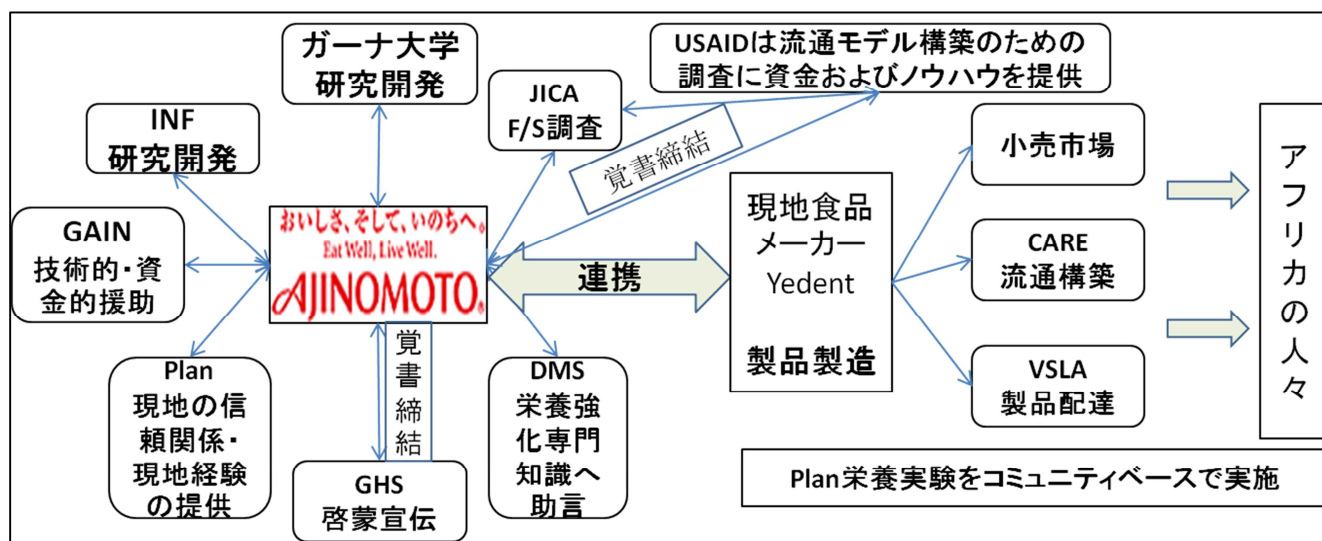 ガーナ大学
研究開発
USAIDは流通モデル構築のための
調査に資金およびノウハウを提供
JICA
F/S調査
INF
研究開発
覚書締結
小売市場
アフリカの人々
おいしさ、そして、いのちへ。
Eat Well, Live Well.
AJINOMOTO®
GAIN
技術的・資
金的援助
連携
現地食品
メーカー
Yedent
製品製造
CARE
流通構築
覚書締結
Plan
現地の信
頼関係・
現地経験
の提供
DMS
栄養強
化専門
知識へ
助言
VSLA
製品配達
GHS
啓蒙宣伝
Plan栄養実験をコミュニティベースで実施